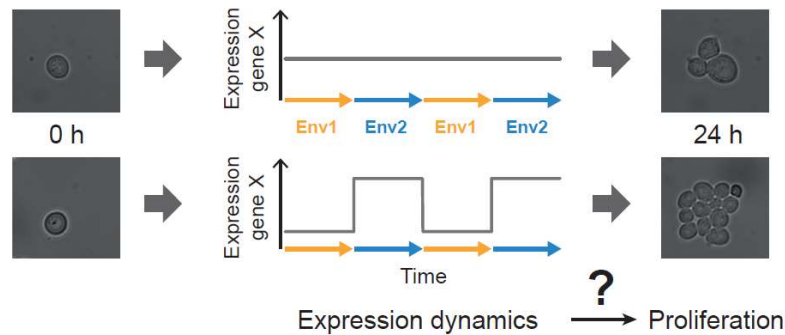 Expression
gene X
Env1 Env2 Env1 Env2
0 h
24 h
Expression
gene X
Time
?
Expression dynamics Proliferation